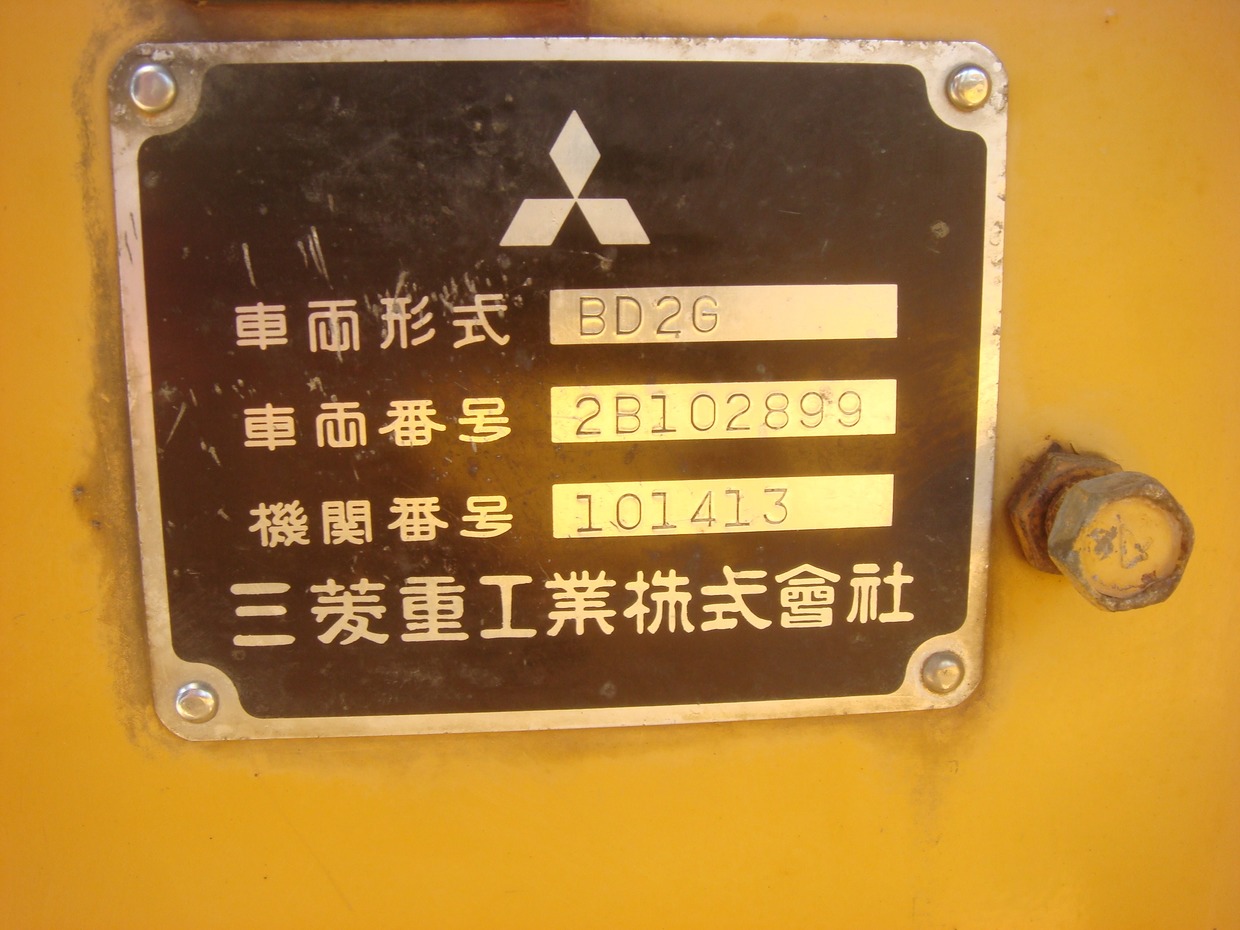 車両形式 BD2G
車両番号 2B102899
機関番号 101413
三菱重工業株式會社